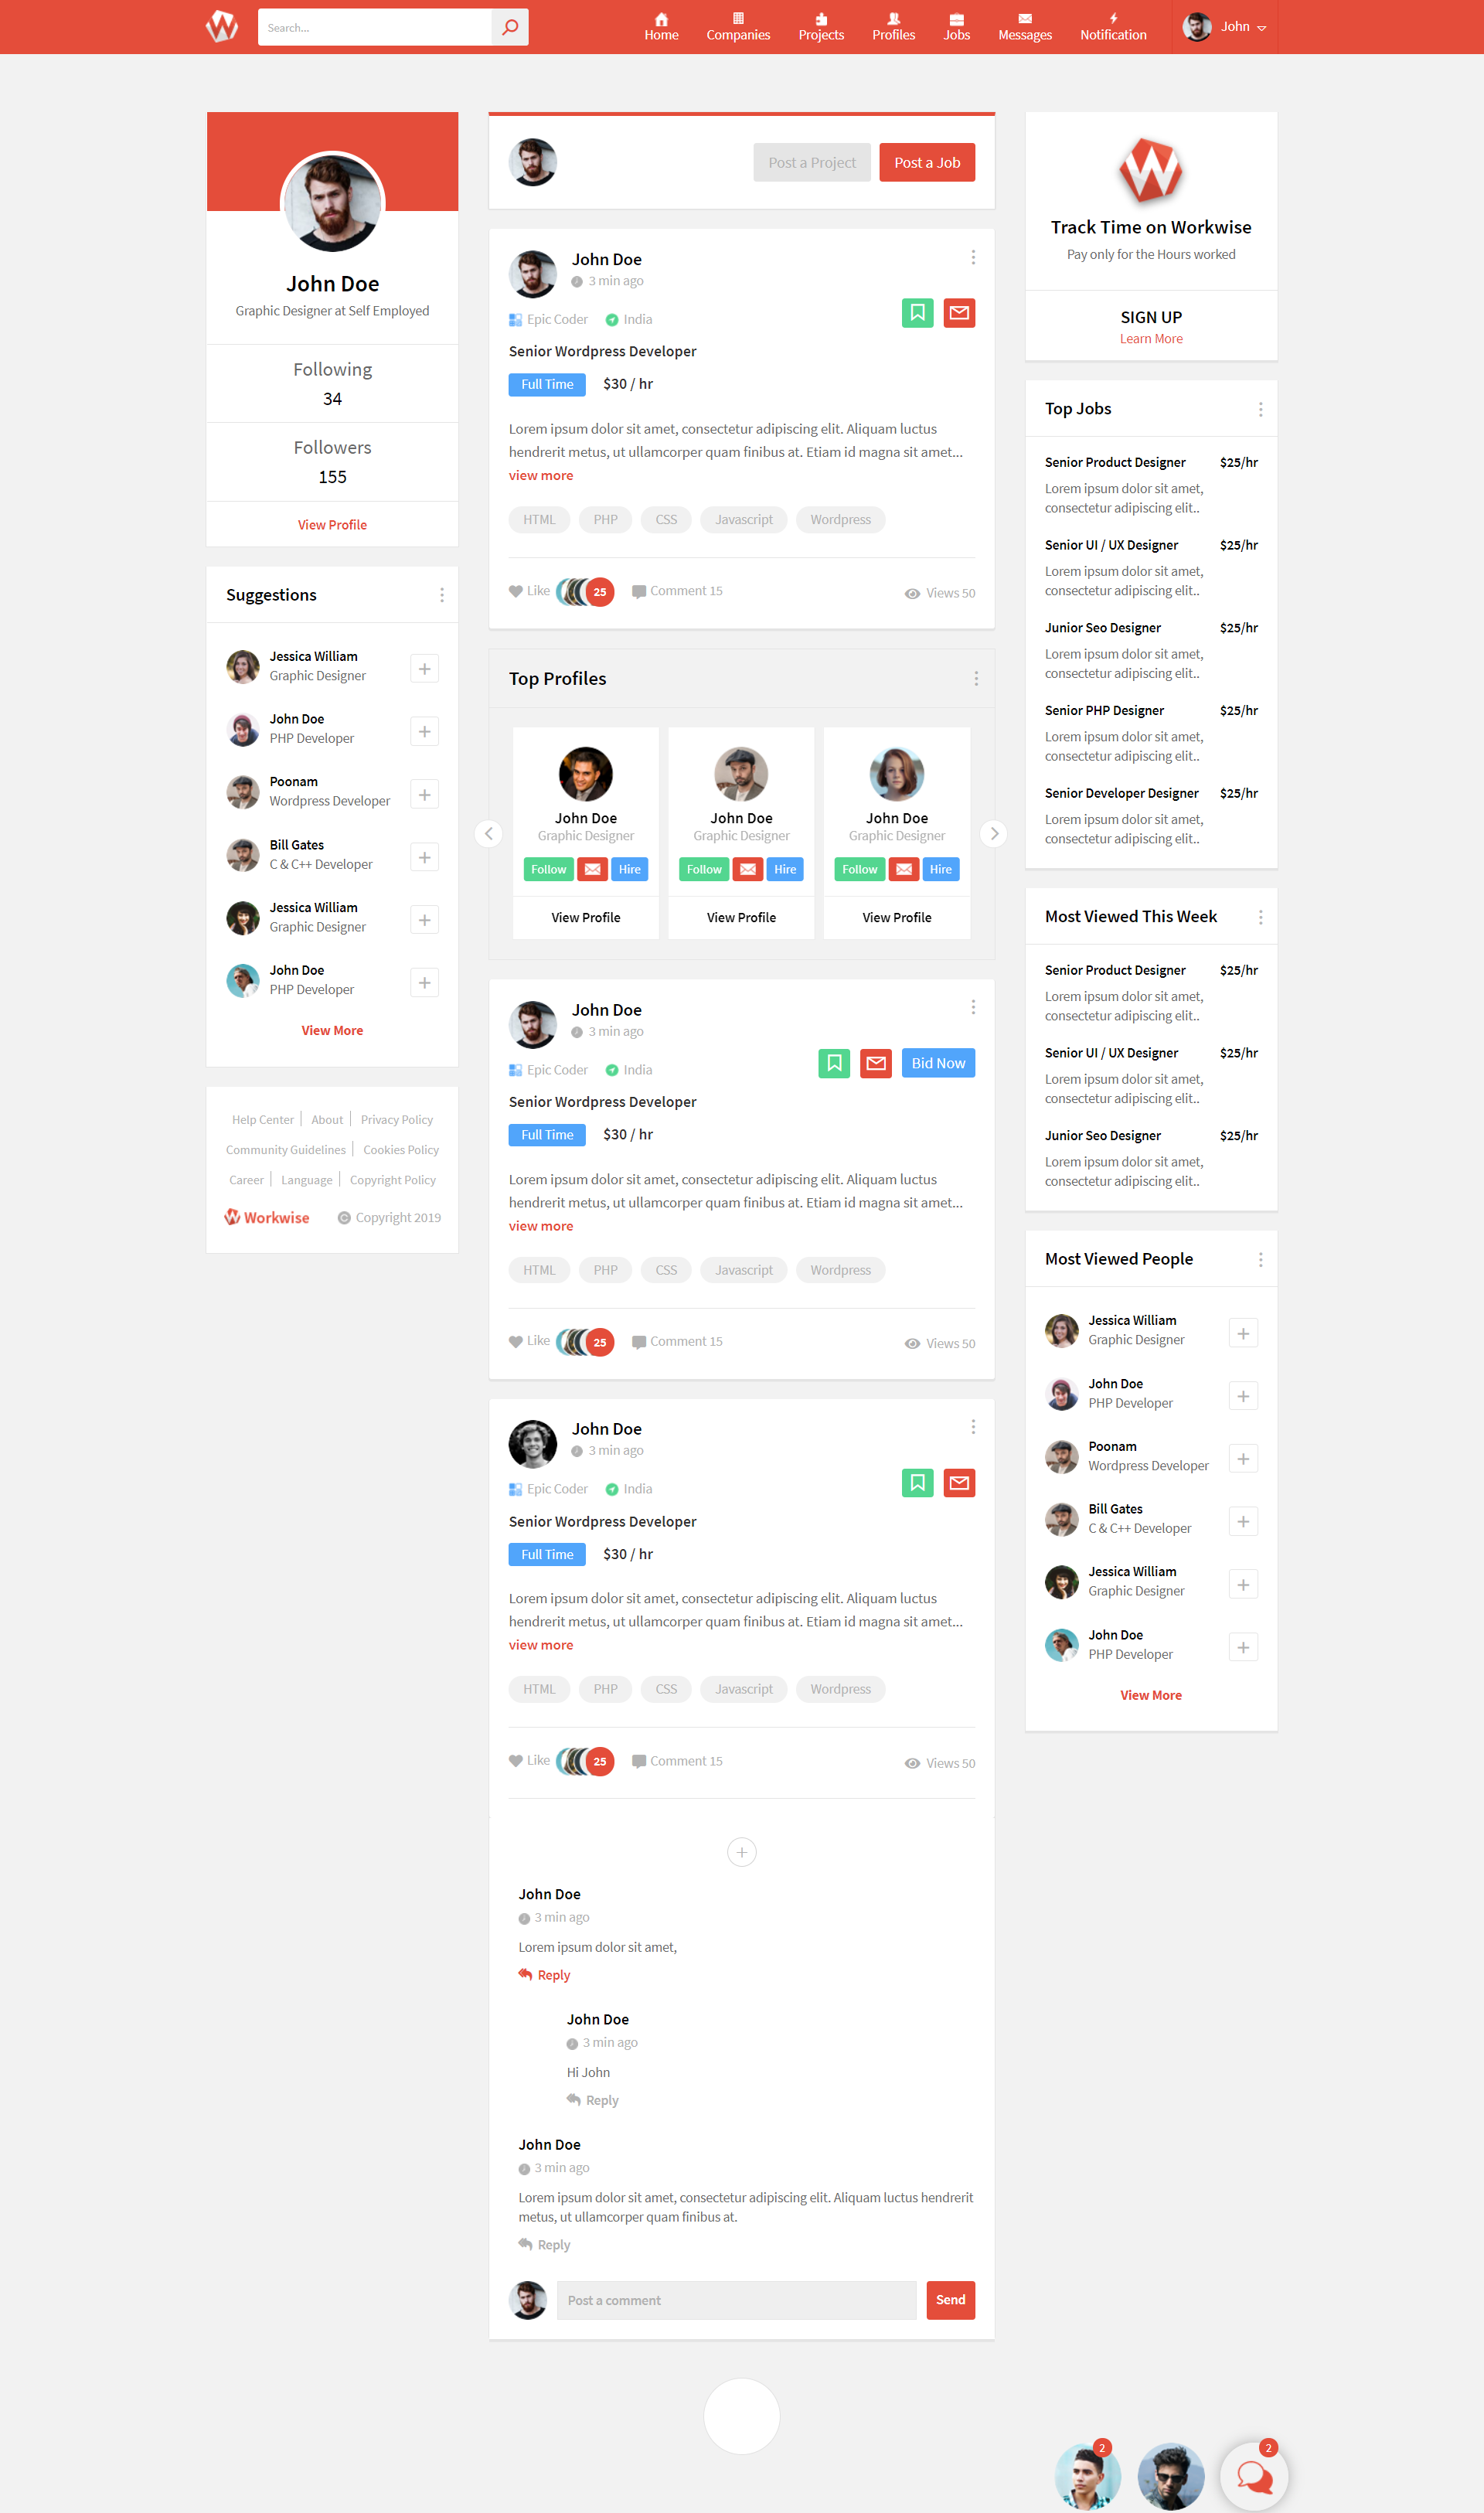 Search...
Home
Companies
Projects
Profiles
Jobs
Messages
Notification
John
John Doe
Graphic Designer at Self Employed
Following
34
Followers
155
View Profile
Suggestions
Jessica William
Graphic Designer
John Doe
PHP Developer
Poonam
Wordpress Developer
Bill Gates
C & C++ Developer
Jessica William
Graphic Designer
John Doe
PHP Developer
View More
Help Center
About
Privacy Policy
Community Guidelines
Cookies Policy
Career
Language
Copyright Policy
Workwise
Copyright 2019
Post a Project
Post a Job
John Doe
3 min ago
Epic Coder
India
Senior Wordpress Developer
Full Time
$30 / hr
Lorem ipsum dolor sit amet, consectetur adipiscing elit. Aliquam luctus
hendrerit metus, ut ullamcorper quam finibus at. Etiam id magna sit amet...
view more
HTML
PHP
CSS
Javascript
Wordpress
Like
25
Comment 15
Views 50
Top Profiles
John Doe
Graphic Designer
Follow
Hire
View Profile
John Doe
Graphic Designer
Follow
Hire
View Profile
John Doe
Graphic Designer
Follow
Hire
View Profile
John Doe
3 min ago
Epic Coder
India
Bid Now
Senior Wordpress Developer
Full Time
$30 / hr
Lorem ipsum dolor sit amet, consectetur adipiscing elit. Aliquam luctus
hendrerit metus, ut ullamcorper quam finibus at. Etiam id magna sit amet...
view more
HTML
PHP
CSS
Javascript
Wordpress
Like
25
Comment 15
Views 50
John Doe
3 min ago
Epic Coder
India
Senior Wordpress Developer
Full Time
$30 / hr
Lorem ipsum dolor sit amet, consectetur adipiscing elit. Aliquam luctus
hendrerit metus, ut ullamcorper quam finibus at. Etiam id magna sit amet...
view more
HTML
PHP
CSS
Javascript
Wordpress
Like
25
Comment 15
Views 50
John Doe
3 min ago
Lorem ipsum dolor sit amet,
Reply
John Doe
3 min ago
Hi John
Reply
John Doe
3 min ago
Lorem ipsum dolor sit amet, consectetur adipiscing elit. Aliquam luctus hendrerit
metus, ut ullamcorper quam finibus at.
Reply
Post a comment
Send
Track Time on Workwise
Pay only for the Hours worked
SIGN UP
Learn More
Top Jobs
Senior Product Designer
$25/hr
Lorem ipsum dolor sit amet,
consectetur adipiscing elit..
Senior UI / UX Designer
$25/hr
Lorem ipsum dolor sit amet,
consectetur adipiscing elit..
Junior Seo Designer
$25/hr
Lorem ipsum dolor sit amet,
consectetur adipiscing elit..
Senior PHP Designer
$25/hr
Lorem ipsum dolor sit amet,
consectetur adipiscing elit..
Senior Developer Designer
$25/hr
Lorem ipsum dolor sit amet,
consectetur adipiscing elit..
Most Viewed This Week
Senior Product Designer
$25/hr
Lorem ipsum dolor sit amet,
consectetur adipiscing elit..
Senior UI / UX Designer
$25/hr
Lorem ipsum dolor sit amet,
consectetur adipiscing elit..
Junior Seo Designer
$25/hr
Lorem ipsum dolor sit amet,
consectetur adipiscing elit..
Most Viewed People
Jessica William
Graphic Designer
John Doe
PHP Developer
Poonam
Wordpress Developer
Bill Gates
C & C++ Developer
Jessica William
Graphic Designer
John Doe
PHP Developer
View More
2
2